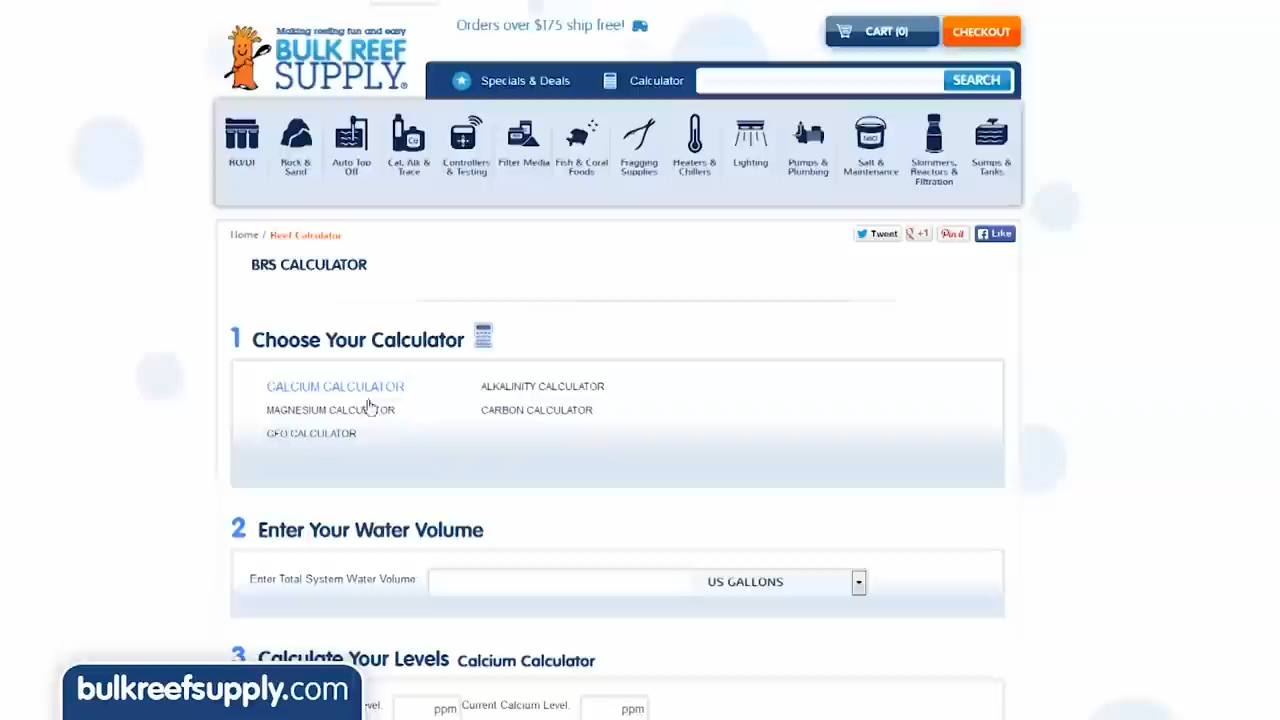 Making reefing fun and easy
BULK REEF
SUPPLY®
Orders over $175 ship free!
CART (0)
CHECKOUT
Specials & Deals
Calculator
SEARCH
RO/DI
Rock & Sand
Auto Top Off
Cal, Alk & Trace
Controllers & Testing
Filter Media
Fish & Coral Foods
Fragging Supplies
Heaters & Chillers
Lighting
Pumps & Plumbing
Salt & Maintenance
Skimmers, Reactors & Filtration
Sumps & Tanks
Home / Reef Calculator
Tweet
+1
Pin it
Like
BRS CALCULATOR
1 Choose Your Calculator
CALCIUM CALCULATOR
ALKALINITY CALCULATOR
MAGNESIUM CALCULATOR
CARBON CALCULATOR
GFO CALCULATOR
2 Enter Your Water Volume
Enter Total System Water Volume
US GALLONS
3 Calculate Your Levels Calcium Calculator
ppm Current Calcium Level. ppm
bulkreefsupply.com